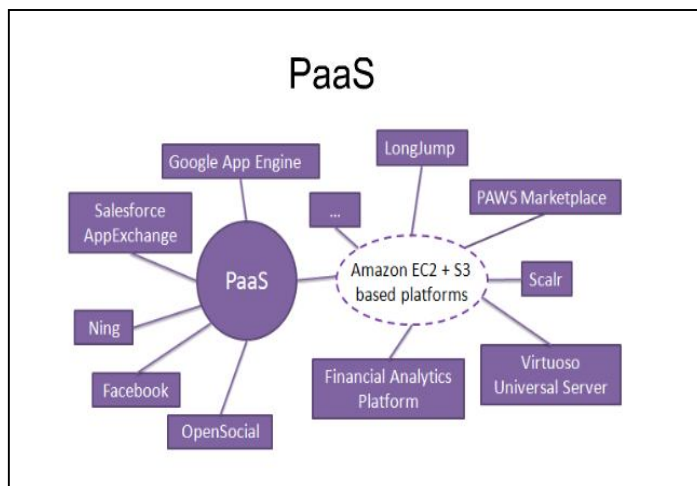 PaaS
LongJump
Google App Engine
PAWS Marketplace
...
Salesforce
AppExchange
PaaS
Amazon EC2 + S3
based platforms
Scalr
Ning
Financial Analytics
Platform
Virtuoso
Universal Server
Facebook
OpenSocial